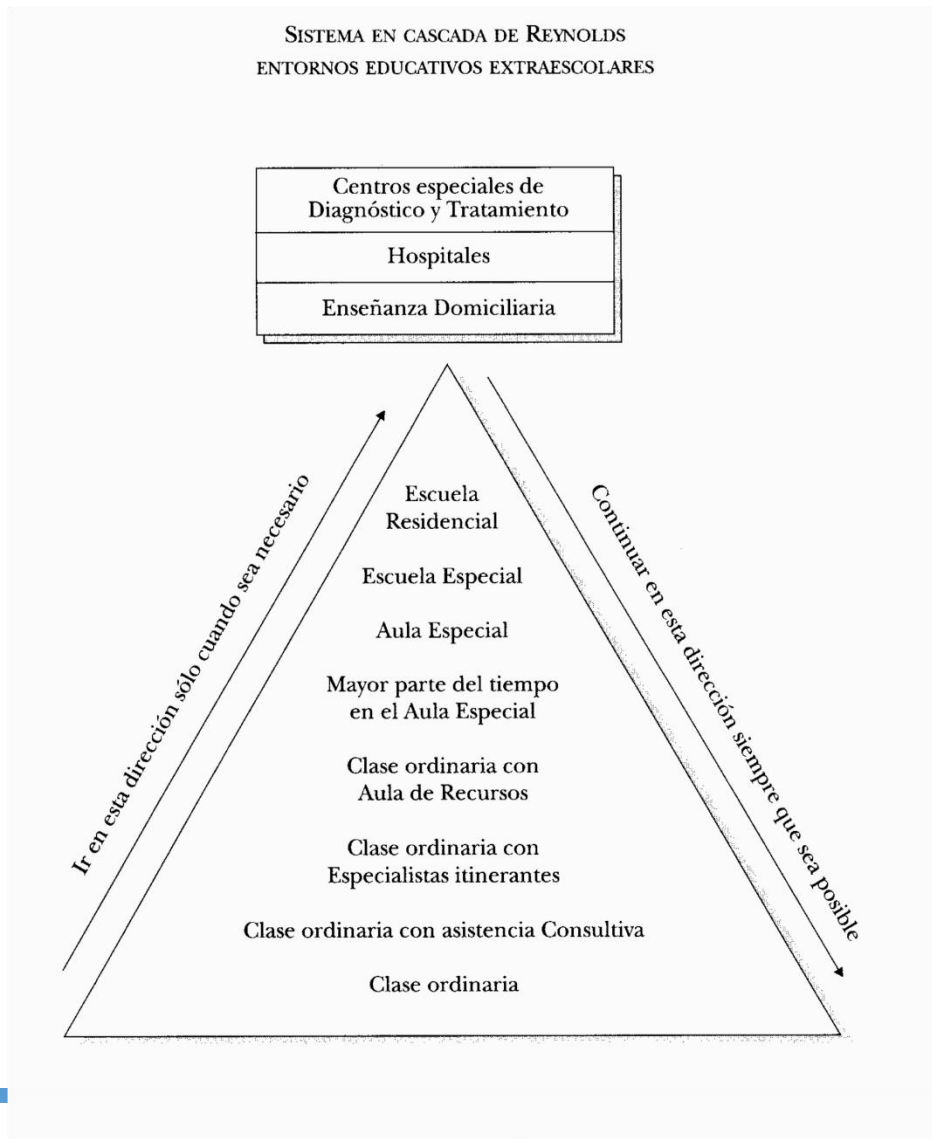 SISTEMA EN CASCADA DE REYNOLDS
ENTORNOS EDUCATIVOS EXTRAESCOLARES
Centros especiales de
Diagnóstico y Tratamiento
Hospitales
Enseñanza Domiciliaria
Ir en esta dirección sólo cuando sea necesario
Continuar en esta dirección siempre que sea posible
Escuela
Residencial
Escuela Especial
Aula Especial
Mayor parte del tiempo
en el Aula Especial
Clase ordinaria con
Aula de Recursos
Clase ordinaria con
Especialistas itinerantes
Clase ordinaria con asistencia Consultiva
Clase ordinaria